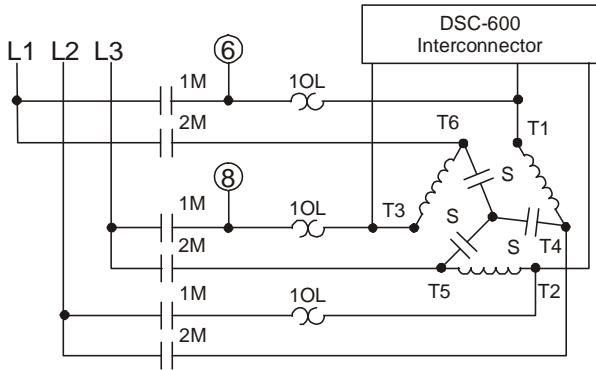 DSC-600
Interconnector
L1 L2 L3
6
1M
1OL
2M
T6
T1
S
8
1M
1OL
T3
S
T4
S
2M
T5
T2
1M
1OL
2M